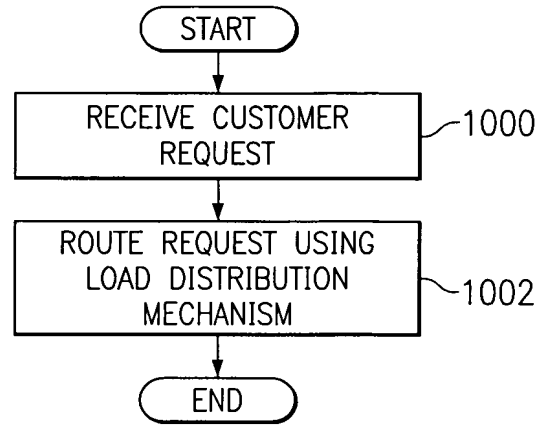 START
RECEIVE CUSTOMER
REQUEST
1000
ROUTE REQUEST USING
LOAD DISTRIBUTION
MECHANISM
1002
END